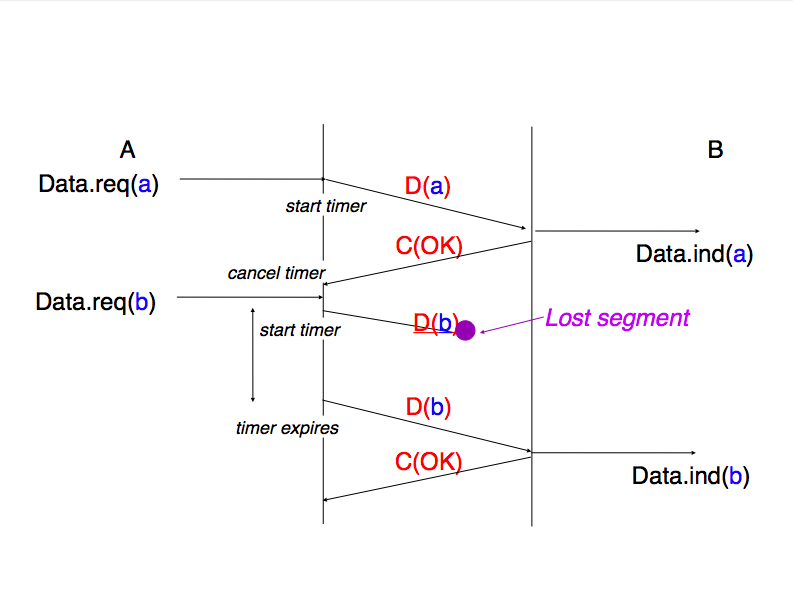 A
B
Data.req(a)
D(a)
start timer
C(OK)
Data.ind(a)
cancel timer
Data.req(b)
D(b)
Lost segment
start timer
D(b)
timer expires
C(OK)
Data.ind(b)